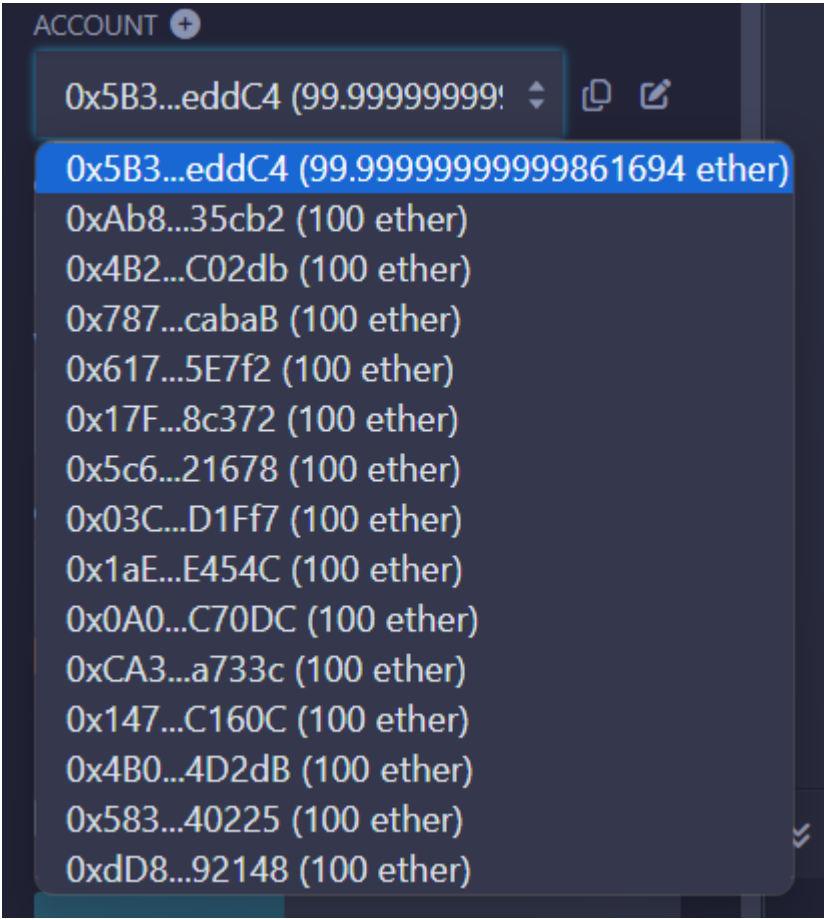 ACCOUNT
0x5B3...eddC4 (99.999999999
0x5B3...eddC4 (99.99999999999861694 ether)
0xAb8...35cb2 (100 ether)
0x4B2...C02db (100 ether)
0x787...cabaB (100 ether)
0x617...5E7f2 (100 ether)
0x17F...8c372 (100 ether)
0x5c6...21678 (100 ether)
0x03C...D1Ff7 (100 ether)
0x1aE...E454C (100 ether)
0x0A0...C70DC (100 ether)
0xCA3...a733c (100 ether)
0x147...C160C (100 ether)
0x4B0...4D2dB (100 ether)
0x583...40225 (100 ether)
0xdD8...92148 (100 ether)